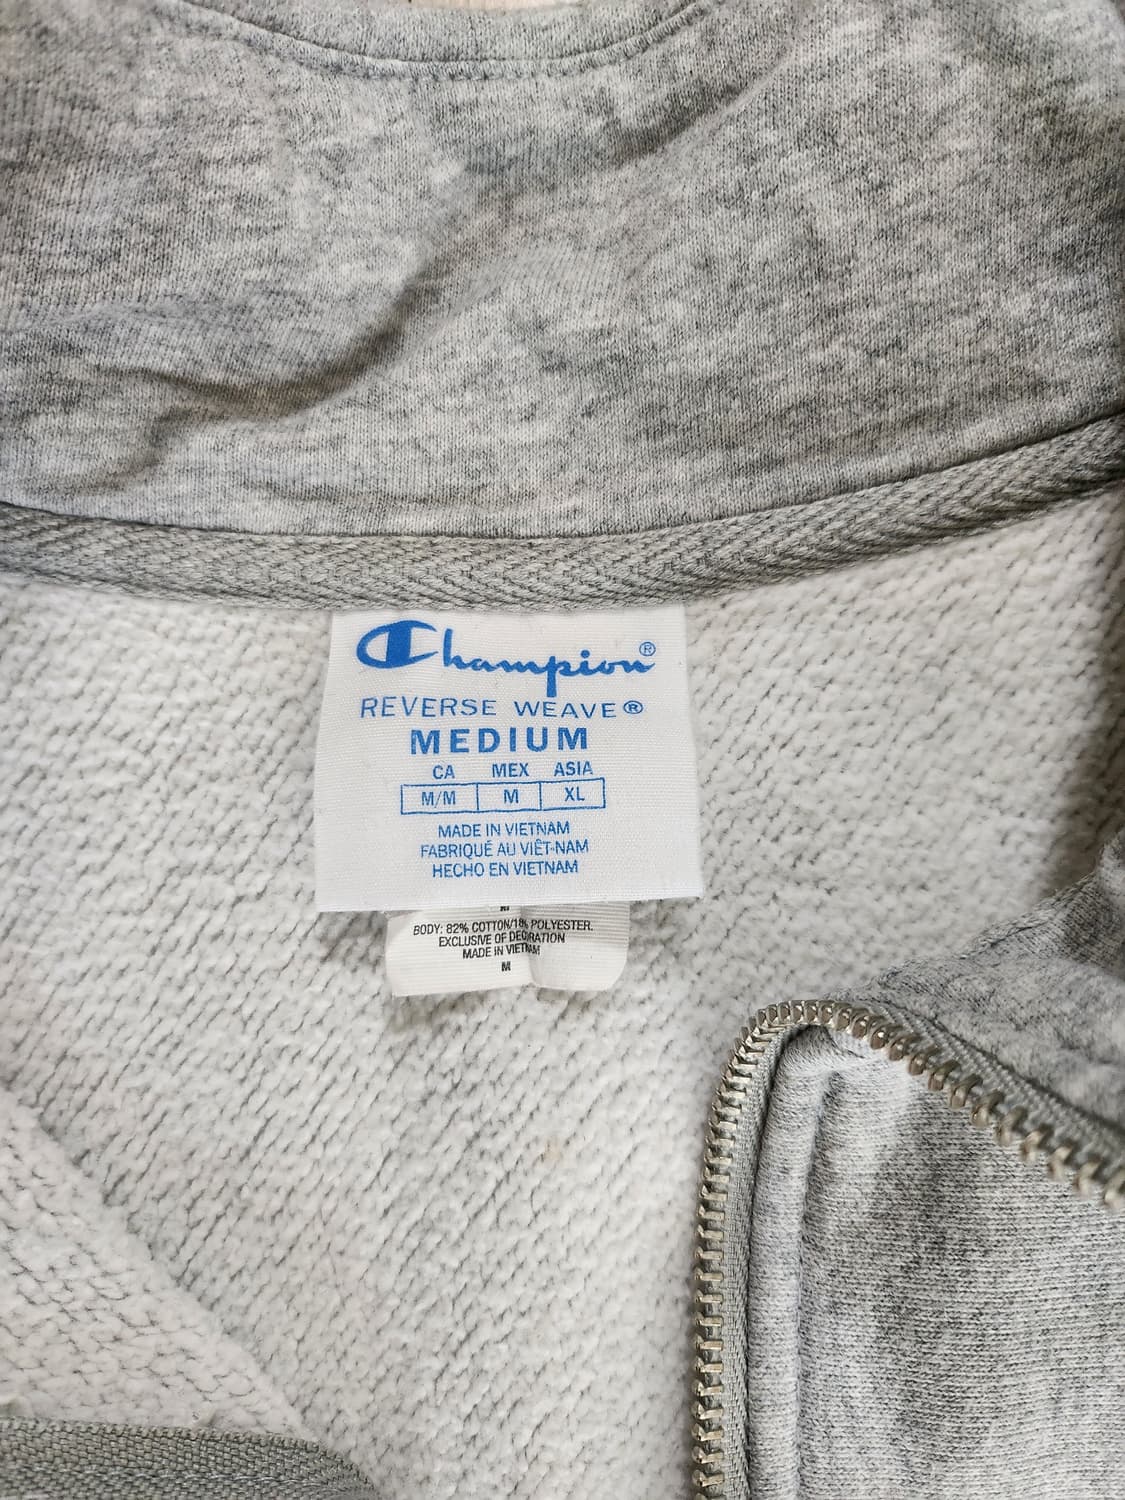 Champion®
REVERSE WEAVE®
MEDIUM
CA MEX ASIA
M/M M XL
MADE IN VIETNAM
FABRIQUÉ AU VIÊT-NAM
HECHO EN VIETNAM
BODY: 82% COTTON/18% POLYESTER.
EXCLUSIVE OF DECORATION
MADE IN VIETNAM
M